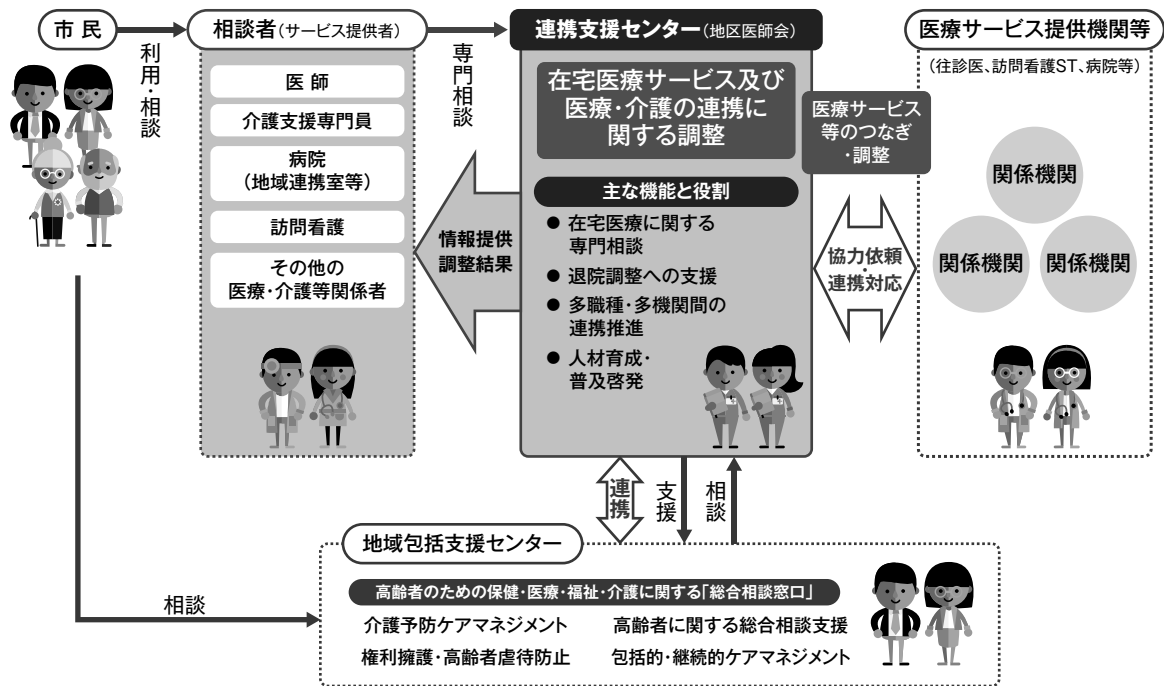 市民
利用・相談
相談者(サービス提供者)
医師
介護支援専門員
病院
(地域連携室等)
訪問看護
その他の
医療・介護等関係者
専門相談
情報提供
調整結果
連携支援センター(地区医師会)
在宅医療サービス及び
医療・介護の連携に
関する調整
主な機能と役割
● 在宅医療に関する
専門相談
● 退院調整への支援
● 多職種・多機関間の
連携推進
● 人材育成・
普及啓発
医療サービス
等のつなぎ
・調整
協力依頼
・
連携対応
医療サービス提供機関等
(往診医、訪問看護ST、病院等)
関係機関
関係機関
関係機関
連携
支援
相談
相談
地域包括支援センター
高齢者のための保健・医療・福祉・介護に関する「総合相談窓口」
介護予防ケアマネジメント
高齢者に関する総合相談支援
権利擁護・高齢者虐待防止
包括的・継続的ケアマネジメント